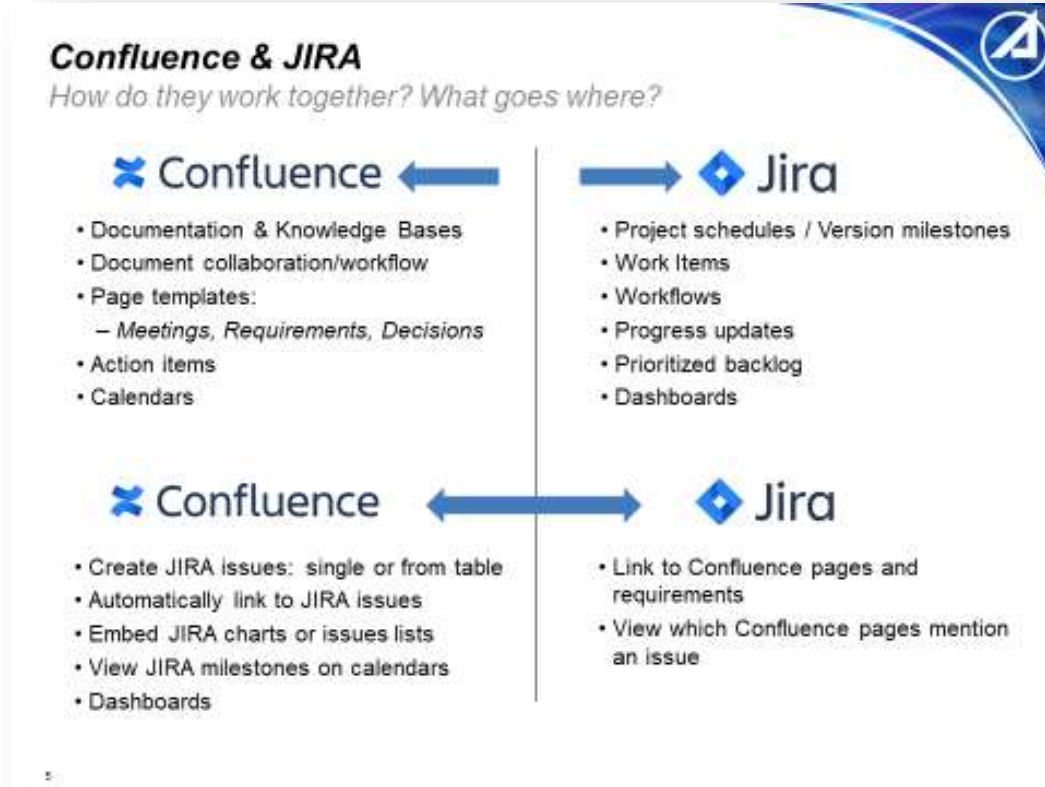 Confluence & JIRA
How do they work together? What goes where?
Confluence
• Documentation & Knowledge Bases
• Document collaboration/workflow
• Page templates:
– Meetings, Requirements, Decisions
• Action items
• Calendars
Jira
• Project schedules / Version milestones
• Work Items
• Workflows
• Progress updates
• Prioritized backlog
• Dashboards
Confluence
• Create JIRA issues: single or from table
• Automatically link to JIRA issues
• Embed JIRA charts or issues lists
• View JIRA milestones on calendars
• Dashboards
Jira
• Link to Confluence pages and
requirements
• View which Confluence pages mention
an issue